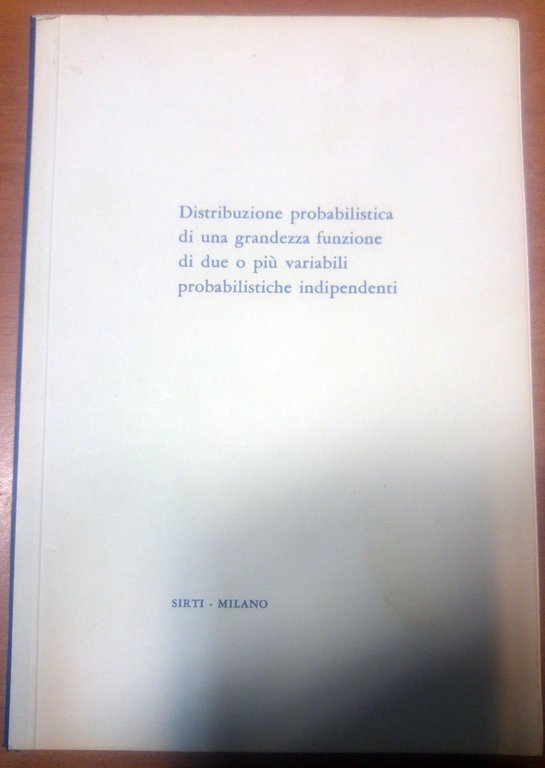 Distribuzione probabilistica
di una grandezza funzione
di due o più variabili
probabilistiche indipendenti
SIRTI - MILANO